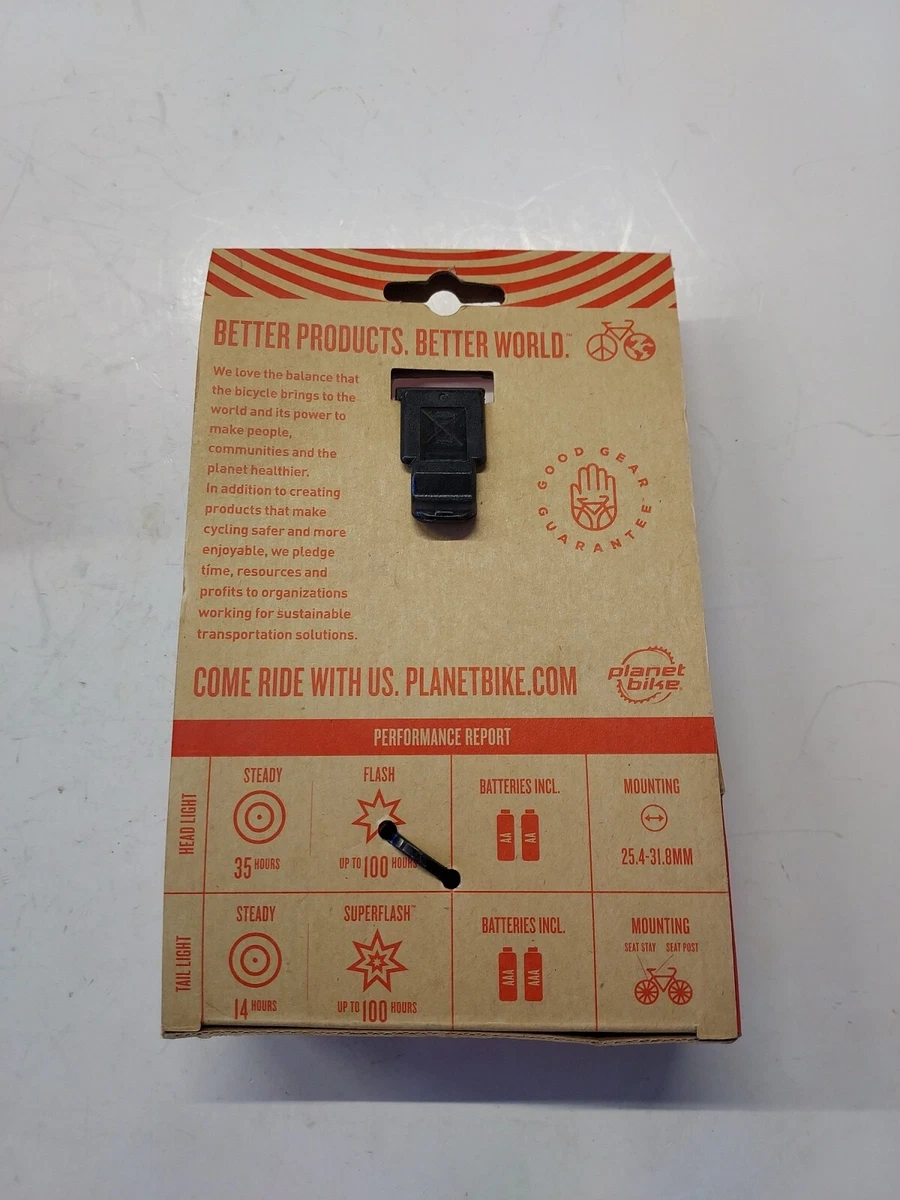 BETTER PRODUCTS. BETTER WORLD.™
We love the balance that
the bicycle brings to the
world and its power to
make people,
communities and the
planet healthier.
In addition to creating
products that make
cycling safer and more
enjoyable, we pledge
time, resources and
profits to organizations
working for sustainable
transportation solutions.
GOOD GEAR
GUARANTEE
COME RIDE WITH US. PLANETBIKE.COM
planet
bike
PERFORMANCE REPORT
HEAD LIGHT
STEADY
35 HOURS
FLASH
UP TO 100 HOURS
BATTERIES INCL.
AA AA
MOUNTING
25.4-31.8MM
TAIL LIGHT
STEADY
14 HOURS
SUPERFLASH™
UP TO 100 HOURS
BATTERIES INCL.
AAA AAA
MOUNTING
SEAT STAY SEAT POST